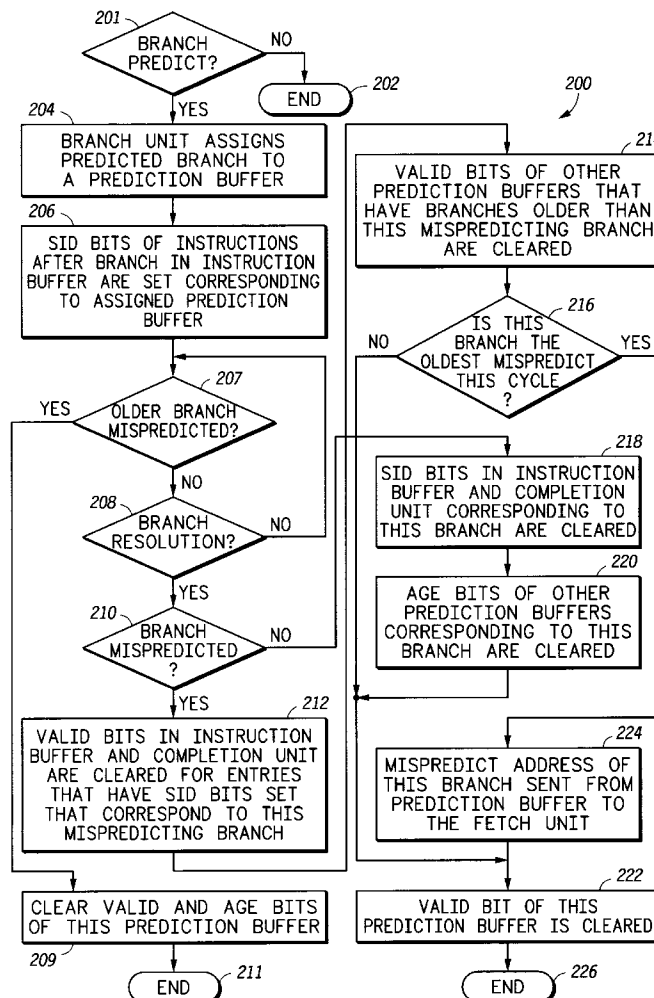 201
BRANCH
PREDICT?
NO
END
202
YES
204
BRANCH UNIT ASSIGNS
PREDICTED BRANCH TO
A PREDICTION BUFFER
206
SID BITS OF INSTRUCTIONS
AFTER BRANCH IN INSTRUCTION
BUFFER ARE SET CORRESPONDING
TO ASSIGNED PREDICTION
BUFFER
207
YES
OLDER BRANCH
MISPREDICTED?
NO
208
BRANCH
RESOLUTION?
NO
YES
210
BRANCH
MISPREDICTED
?
NO
YES
212
VALID BITS IN INSTRUCTION
BUFFER AND COMPLETION UNIT
ARE CLEARED FOR ENTRIES
THAT HAVE SID BITS SET
THAT CORRESPOND TO THIS
MISPREDICTING BRANCH
CLEAR VALID AND AGE BITS
OF THIS PREDICTION BUFFER
209
END
211
200
VALID BITS OF OTHER
PREDICTION BUFFERS THAT
HAVE BRANCHES OLDER THAN
THIS MISPREDICTING BRANCH
ARE CLEARED
216
NO
IS THIS
BRANCH THE
OLDEST MISPREDICT
THIS CYCLE
?
YES
218
SID BITS IN INSTRUCTION
BUFFER AND COMPLETION
UNIT CORRESPONDING TO
THIS BRANCH ARE CLEARED
220
AGE BITS OF OTHER
PREDICTION BUFFERS
CORRESPONDING TO THIS
BRANCH ARE CLEARED
224
MISPREDICT ADDRESS OF
THIS BRANCH SENT FROM
PREDICTION BUFFER TO
THE FETCH UNIT
222
VALID BIT OF THIS
PREDICTION BUFFER IS CLEARED
END
226